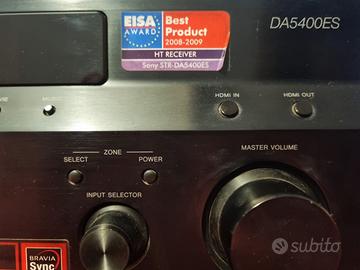 EISA
AWARD
Best
Product
2008-2009
HT RECEIVER
Sony STR-DA5400ES
DA5400ES
HDMI IN
HDMI OUT
MASTER VOLUME
ZONE
SELECT
POWER
INPUT SELECTOR
BRAVIA
Sync
subito